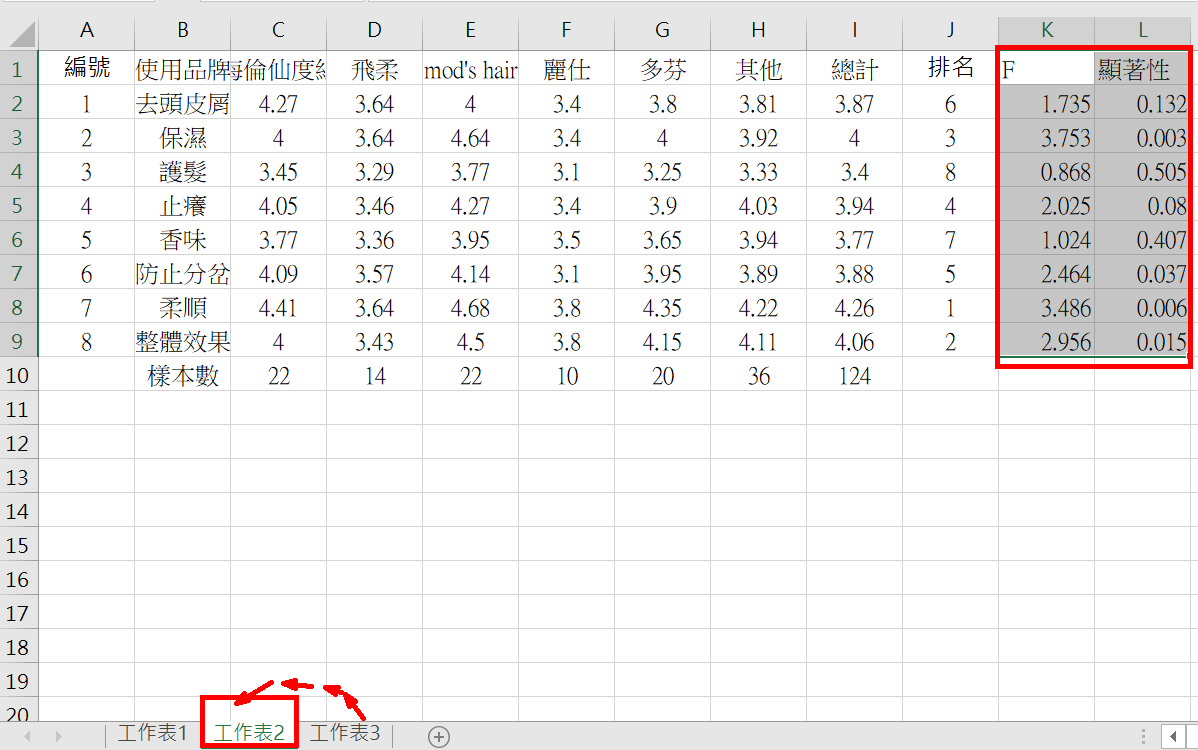 A B C D E F G H I J K L
1 編號 使用品牌 海倫仙度絲 飛柔 mod's hair 麗仕 多芬 其他 總計 排名 F 顯著性
2 1 去頭皮屑 4.27 3.64 4 3.4 3.8 3.81 3.87 6 1.735 0.132
3 2 保濕 4 3.64 4.64 3.4 4 3.92 4 3 3.753 0.003
4 3 護髮 3.45 3.29 3.77 3.1 3.25 3.33 3.4 8 0.868 0.505
5 4 止癢 4.05 3.46 4.27 3.4 3.9 4.03 3.94 4 2.025 0.08
6 5 香味 3.77 3.36 3.95 3.5 3.65 3.94 3.77 7 1.024 0.407
7 6 防止分岔 4.09 3.57 4.14 3.1 3.95 3.89 3.88 5 2.464 0.037
8 7 柔順 4.41 3.64 4.68 3.8 4.35 4.22 4.26 1 3.486 0.006
9 8 整體效果 4 3.43 4.5 3.8 4.15 4.11 4.06 2 2.956 0.015
10 樣本數 22 14 22 10 20 36 124
11
12
13
14
15
16
17
18
19
20
工作表1 工作表2 工作表3